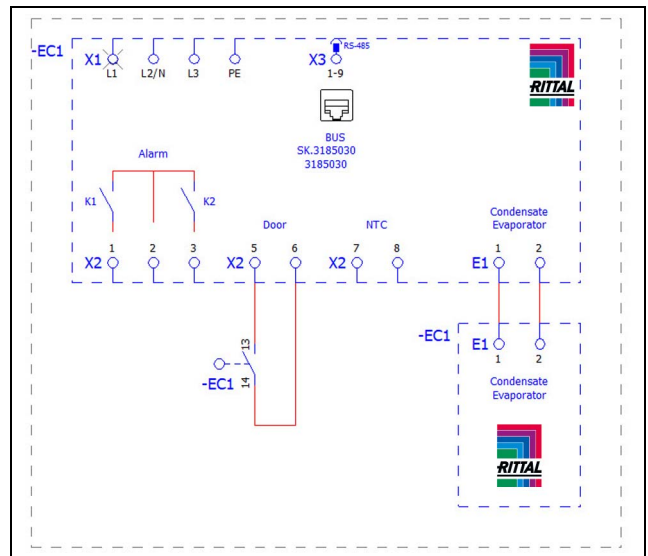 -EC1
X1
L1
L2/N
L3
PE
X3
RS-485
1-9
RITTAL
BUS
SK.3185030
3185030
Alarm
K1
K2
Door
NTC
Condensate
Evaporator
X2
1
2
3
X2
5
6
X2
7
8
E1
1
2
-EC1
13
14
-EC1
E1
1
2
Condensate
Evaporator
RITTAL